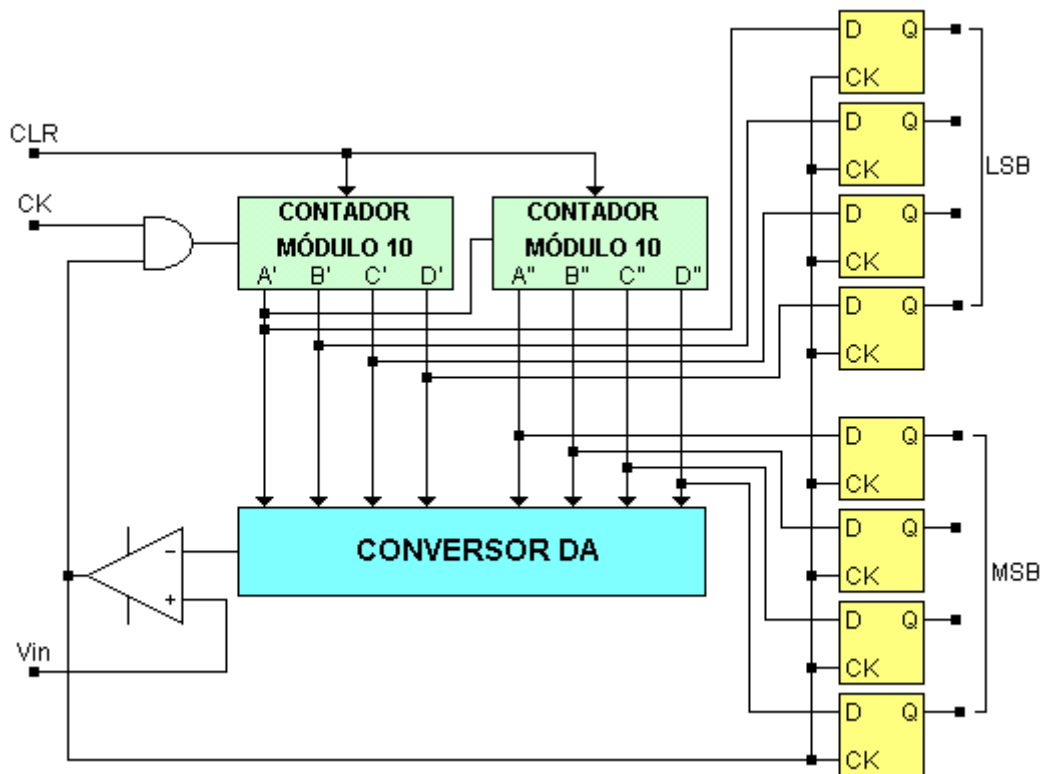 D Q
CK
D Q
CK
D Q
CK
D Q
CK
LSB
CLR
CK
CONTADOR
MÓDULO 10
A' B' C' D'
CONTADOR
MÓDULO 10
A" B" C" D"
CONVERSOR DA
-
+
Vin
D Q
CK
D Q
CK
D Q
CK
D Q
CK
MSB